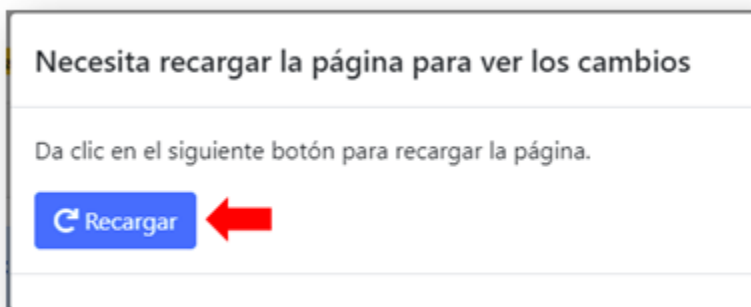 Necesita recargar la página para ver los cambios
Da clic en el siguiente botón para recargar la página.
Recargar